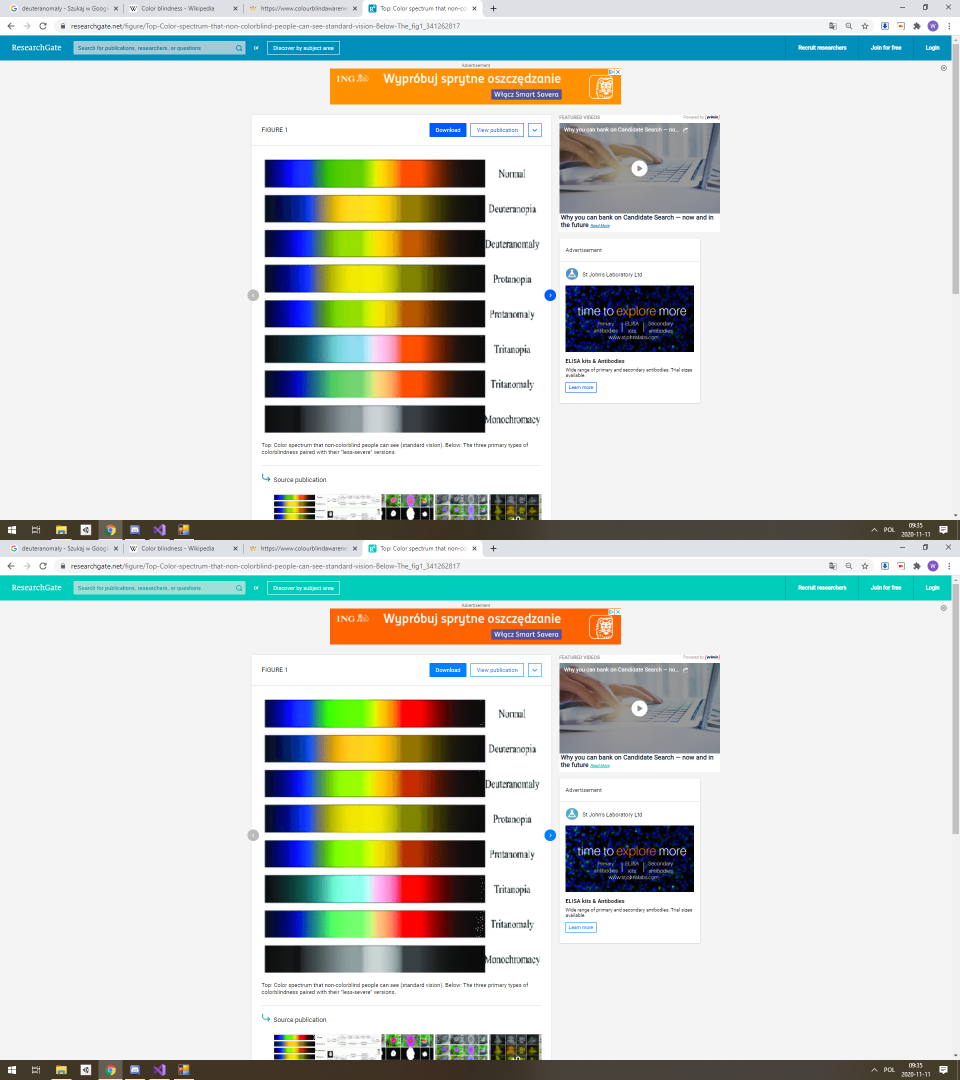 deuteranomaly - Szukaj w Googl
Color blindness - Wikipedia
https://www.colourblindawarene
Top: Color spectrum that non-co
researchgate.net/figure/Top-Color-spectrum-that-non-colorblind-people-can-see-standard-vision-Below-The_fig1_341262817
W
ResearchGate
Search for publications, researchers, or questions
or
Discover by subject area
Recruit researchers
Join for free
Login
Advertisement
ING
Wypróbuj sprytne oszczędzanie
Włącz Smart Savera
FIGURE 1
Download
View publication
Normal
Deuteranopia
Deuteranomaly
Protanopia
Protanomaly
Tritanopia
Tritanomaly
Monochromacy
Top: Color spectrum that non-colorblind people can see (standard vision). Below: The three primary types of
colorblindness paired with their "less-severe" versions.
Source publication
FEATURED VIDEOS
Powered by [primis]
Why you can bank on Candidate Search — no...
Why you can bank on Candidate Search — now and in
the future Read More
Advertisement
St John's Laboratory Ltd
time to explore more
Primary antibodies
ELISA kits
Secondary antibodies
www.stjohnslabs.com
ELISA kits & Antibodies
Wide range of primary and secondary antibodies. Trial sizes
available.
Learn more
POL
09:35
2020-11-11
deuteranomaly - Szukaj w Googl
Color blindness - Wikipedia
https://www.colourblindawarene
Top: Color spectrum that non-co
researchgate.net/figure/Top-Color-spectrum-that-non-colorblind-people-can-see-standard-vision-Below-The_fig1_341262817
W
ResearchGate
Search for publications, researchers, or questions
or
Discover by subject area
Recruit researchers
Join for free
Login
Advertisement
ING
Wypróbuj sprytne oszczędzanie
Włącz Smart Savera
FIGURE 1
Download
View publication
Normal
Deuteranopia
Deuteranomaly
Protanopia
Protanomaly
Tritanopia
Tritanomaly
Monochromacy
Top: Color spectrum that non-colorblind people can see (standard vision). Below: The three primary types of
colorblindness paired with their "less-severe" versions.
Source publication
FEATURED VIDEOS
Powered by [primis]
Why you can bank on Candidate Search — no...
Why you can bank on Candidate Search — now and in
the future Read More
Advertisement
St John's Laboratory Ltd
time to explore more
Primary antibodies
ELISA kits
Secondary antibodies
www.stjohnslabs.com
ELISA kits & Antibodies
Wide range of primary and secondary antibodies. Trial sizes
available.
Learn more
POL
09:35
2020-11-11